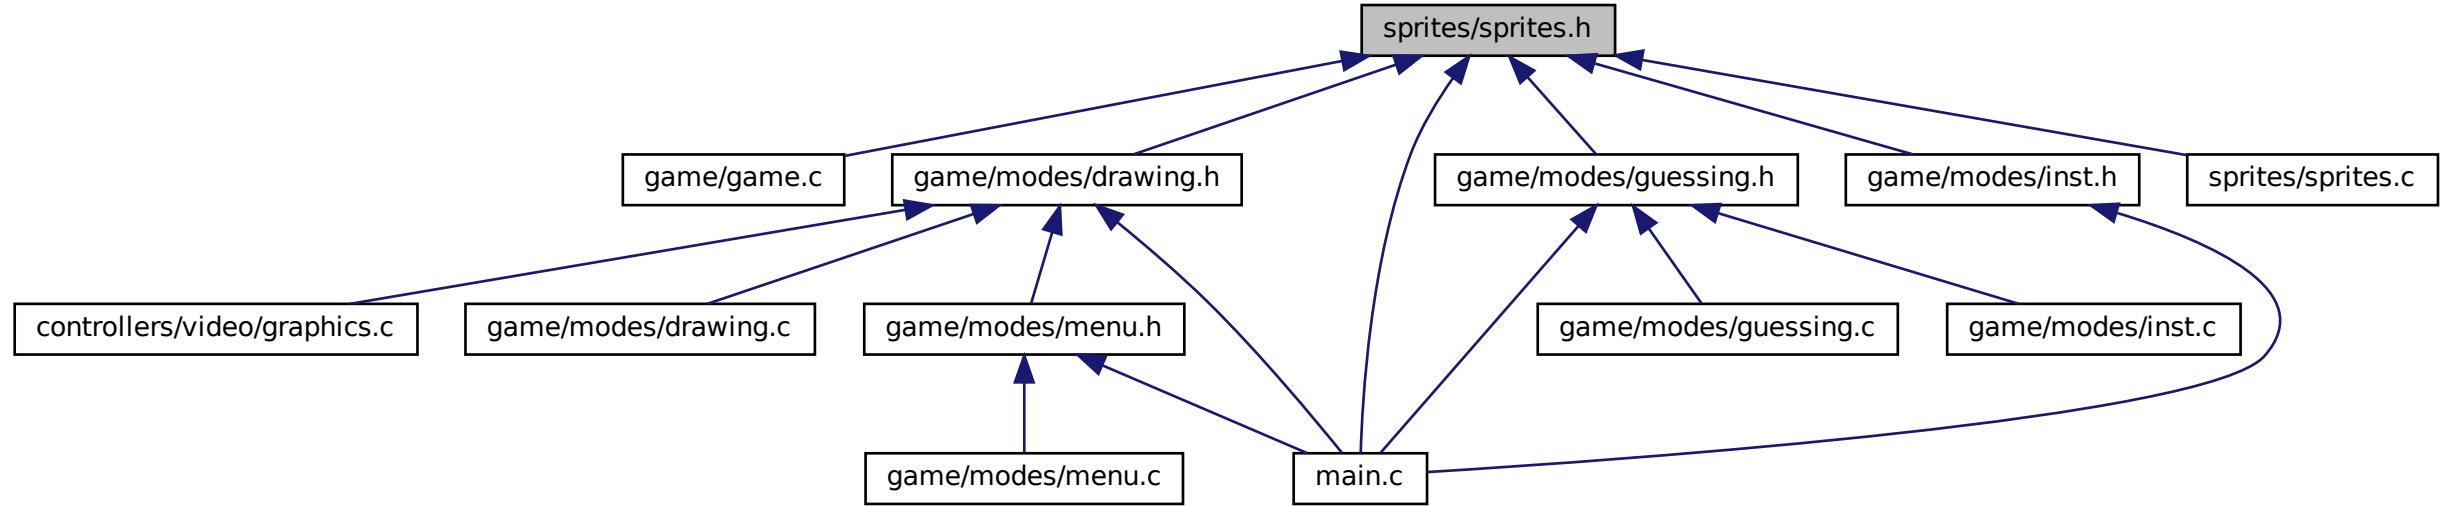 sprites/sprites.h
game/game.c
game/modes/drawing.h
game/modes/guessing.h
game/modes/inst.h
sprites/sprites.c
controllers/video/graphics.c
game/modes/drawing.c
game/modes/menu.h
game/modes/guessing.c
game/modes/inst.c
game/modes/menu.c
main.c